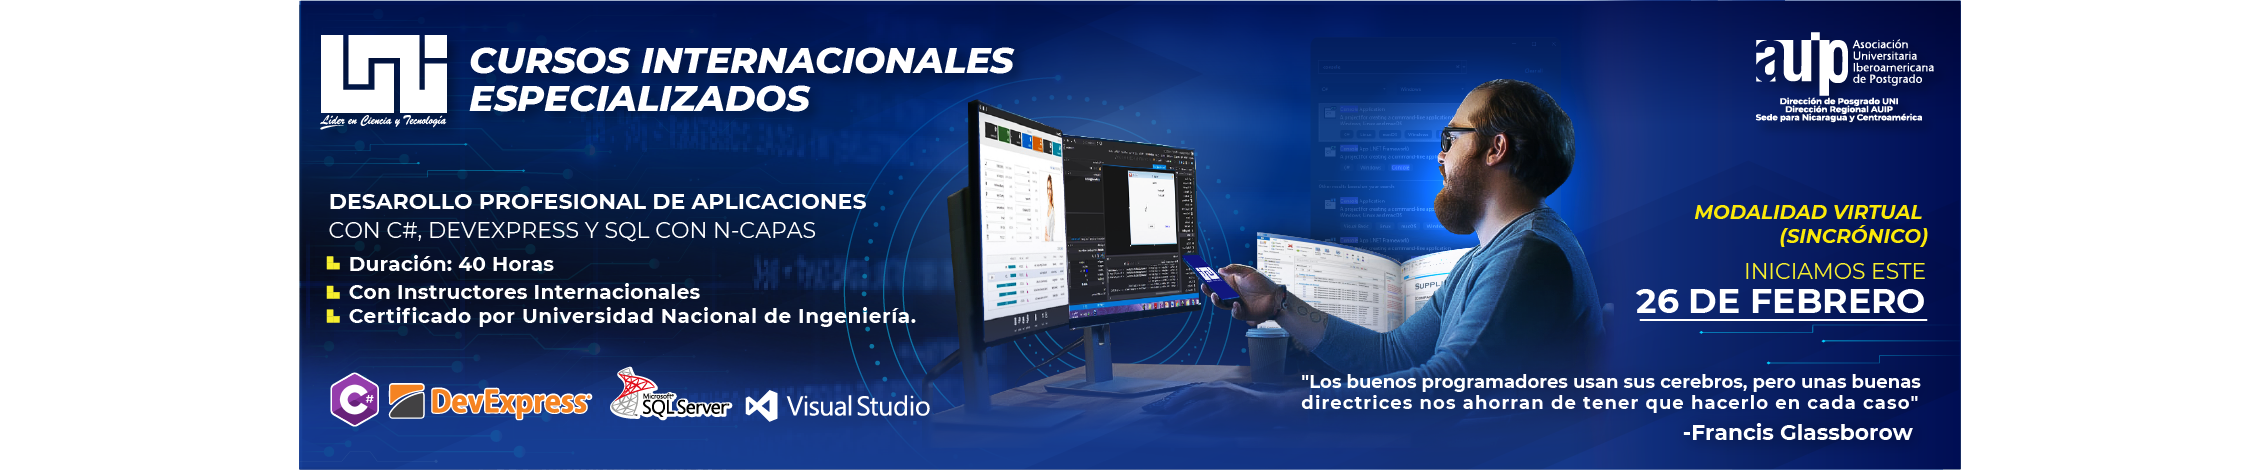 UNI
Líder en Ciencia y Tecnología
CURSOS INTERNACIONALES
ESPECIALIZADOS
auip
Asociación
Universitaria
Iberoamericana
de Postgrado
Dirección de Posgrado UNI
Dirección Regional AUIP
Sede para Nicaragua y Centroamérica
DESAROLLO PROFESIONAL DE APLICACIONES
CON C#, DEVEXPRESS Y SQL CON N-CAPAS
Duración: 40 Horas
Con Instructores Internacionales
Certificado por Universidad Nacional de Ingeniería.
MODALIDAD VIRTUAL
(SINCRÓNICO)
INICIAMOS ESTE
26 DE FEBRERO
C#
DevExpress
Microsoft
SQL Server
Visual Studio
"Los buenos programadores usan sus cerebros, pero unas buenas
directrices nos ahorran de tener que hacerlo en cada caso"
-Francis Glassborow